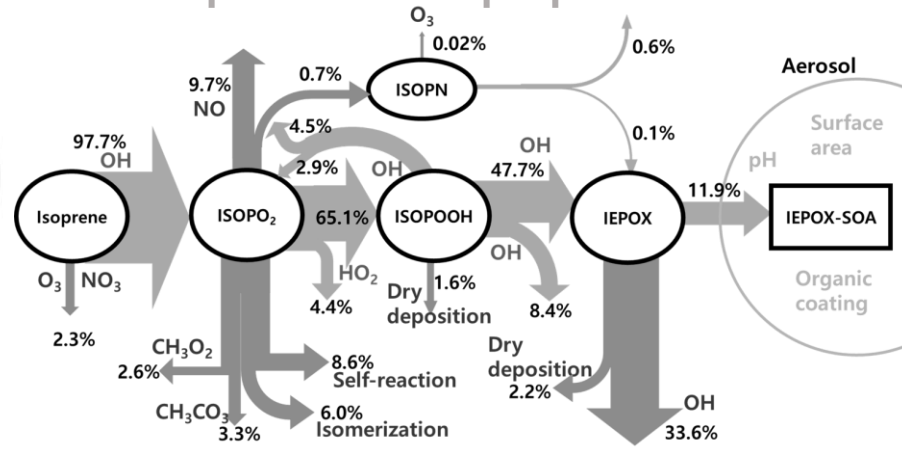 O₃
0.02%
0.6%
9.7%
NO
0.7%
ISOPN
Aerosol
97.7%
OH
4.5%
0.1%
Surface
area
2.9%
OH
OH
47.7%
pH
11.9%
Isoprene
ISOPO₂
65.1%
ISOPOOH
IEPOX
IEPOX-SOA
O₃
NO₃
HO₂
4.4%
1.6%
Dry
deposition
OH
8.4%
Organic
coating
2.3%
CH₃O₂
2.6%
8.6%
Self-reaction
Dry
deposition
2.2%
CH₃CO₃
3.3%
6.0%
Isomerization
OH
33.6%